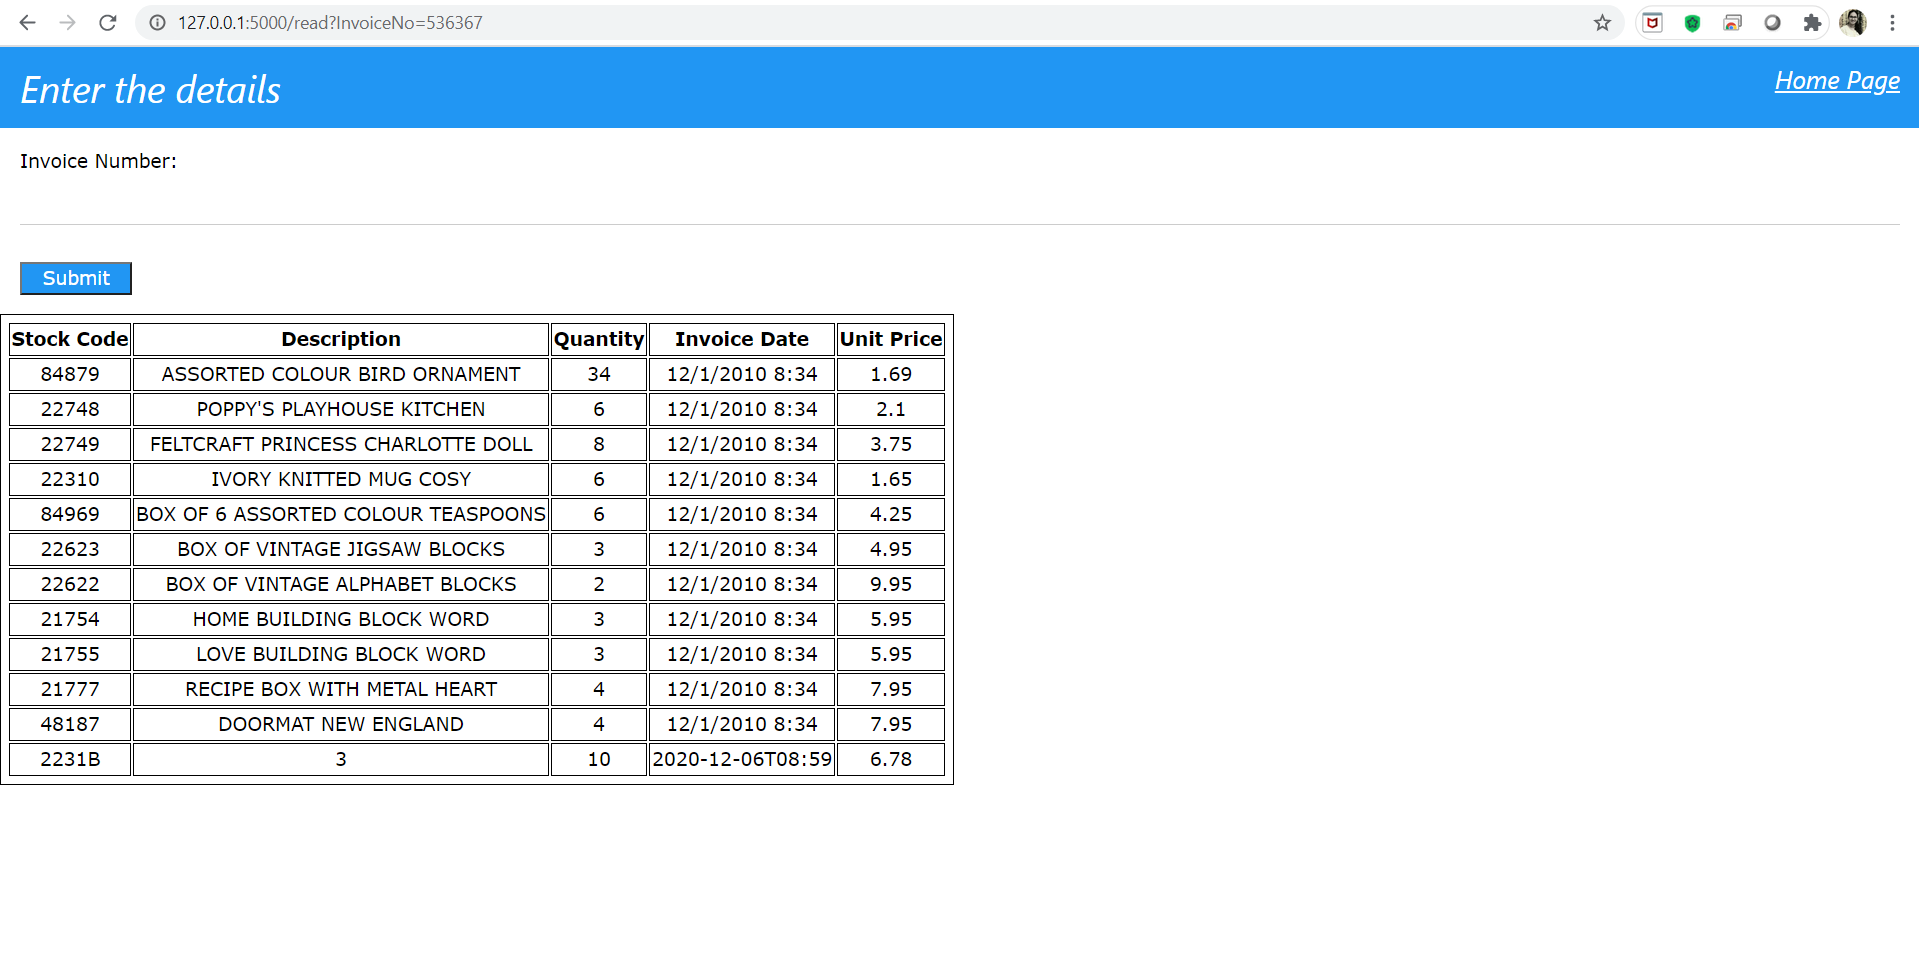 127.0.0.1:5000/read?InvoiceNo=536367
Enter the details
Home Page
Invoice Number:
Submit
Stock Code Description Quantity Invoice Date Unit Price
84879 ASSORTED COLOUR BIRD ORNAMENT 34 12/1/2010 8:34 1.69
22748 POPPY'S PLAYHOUSE KITCHEN 6 12/1/2010 8:34 2.1
22749 FELTCRAFT PRINCESS CHARLOTTE DOLL 8 12/1/2010 8:34 3.75
22310 IVORY KNITTED MUG COSY 6 12/1/2010 8:34 1.65
84969 BOX OF 6 ASSORTED COLOUR TEASPOONS 6 12/1/2010 8:34 4.25
22623 BOX OF VINTAGE JIGSAW BLOCKS 3 12/1/2010 8:34 4.95
22622 BOX OF VINTAGE ALPHABET BLOCKS 2 12/1/2010 8:34 9.95
21754 HOME BUILDING BLOCK WORD 3 12/1/2010 8:34 5.95
21755 LOVE BUILDING BLOCK WORD 3 12/1/2010 8:34 5.95
21777 RECIPE BOX WITH METAL HEART 4 12/1/2010 8:34 7.95
48187 DOORMAT NEW ENGLAND 4 12/1/2010 8:34 7.95
2231B 3 10 2020-12-06T08:59 6.78